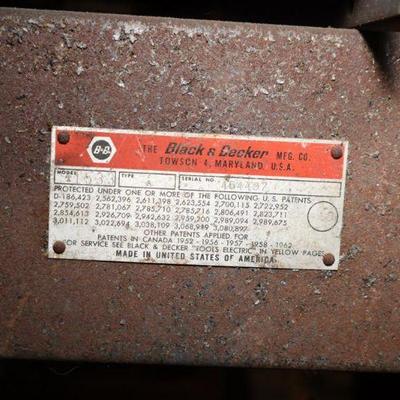 B&D
THE Black & Decker MFG. CO.
TOWSON 4, MARYLAND, U.S.A.
MODEL TYPE SERIAL NO.
PROTECTED UNDER ONE OR MORE OF THE FOLLOWING U.S. PATENTS
D-186,423 2,562,396 2,611,398 2,623,554 2,700,115 2,722,952
2,759,502 2,781,067 2,785,710 2,785,716 2,806,491 2,823,711
2,854,613 2,926,709 2,942,632 2,959,200 2,989,094 2,989,675
3,011,112 3,022,694 3,038,109 3,068,989 3,080,897
OTHER PATENTS APPLIED FOR
PATENTS IN CANADA 1952 - 1956 - 1957 - 1958 - 1962
FOR SERVICE SEE BLACK & DECKER "TOOLS ELECTRIC" IN YELLOW PAGES
MADE IN UNITED STATES OF AMERICA